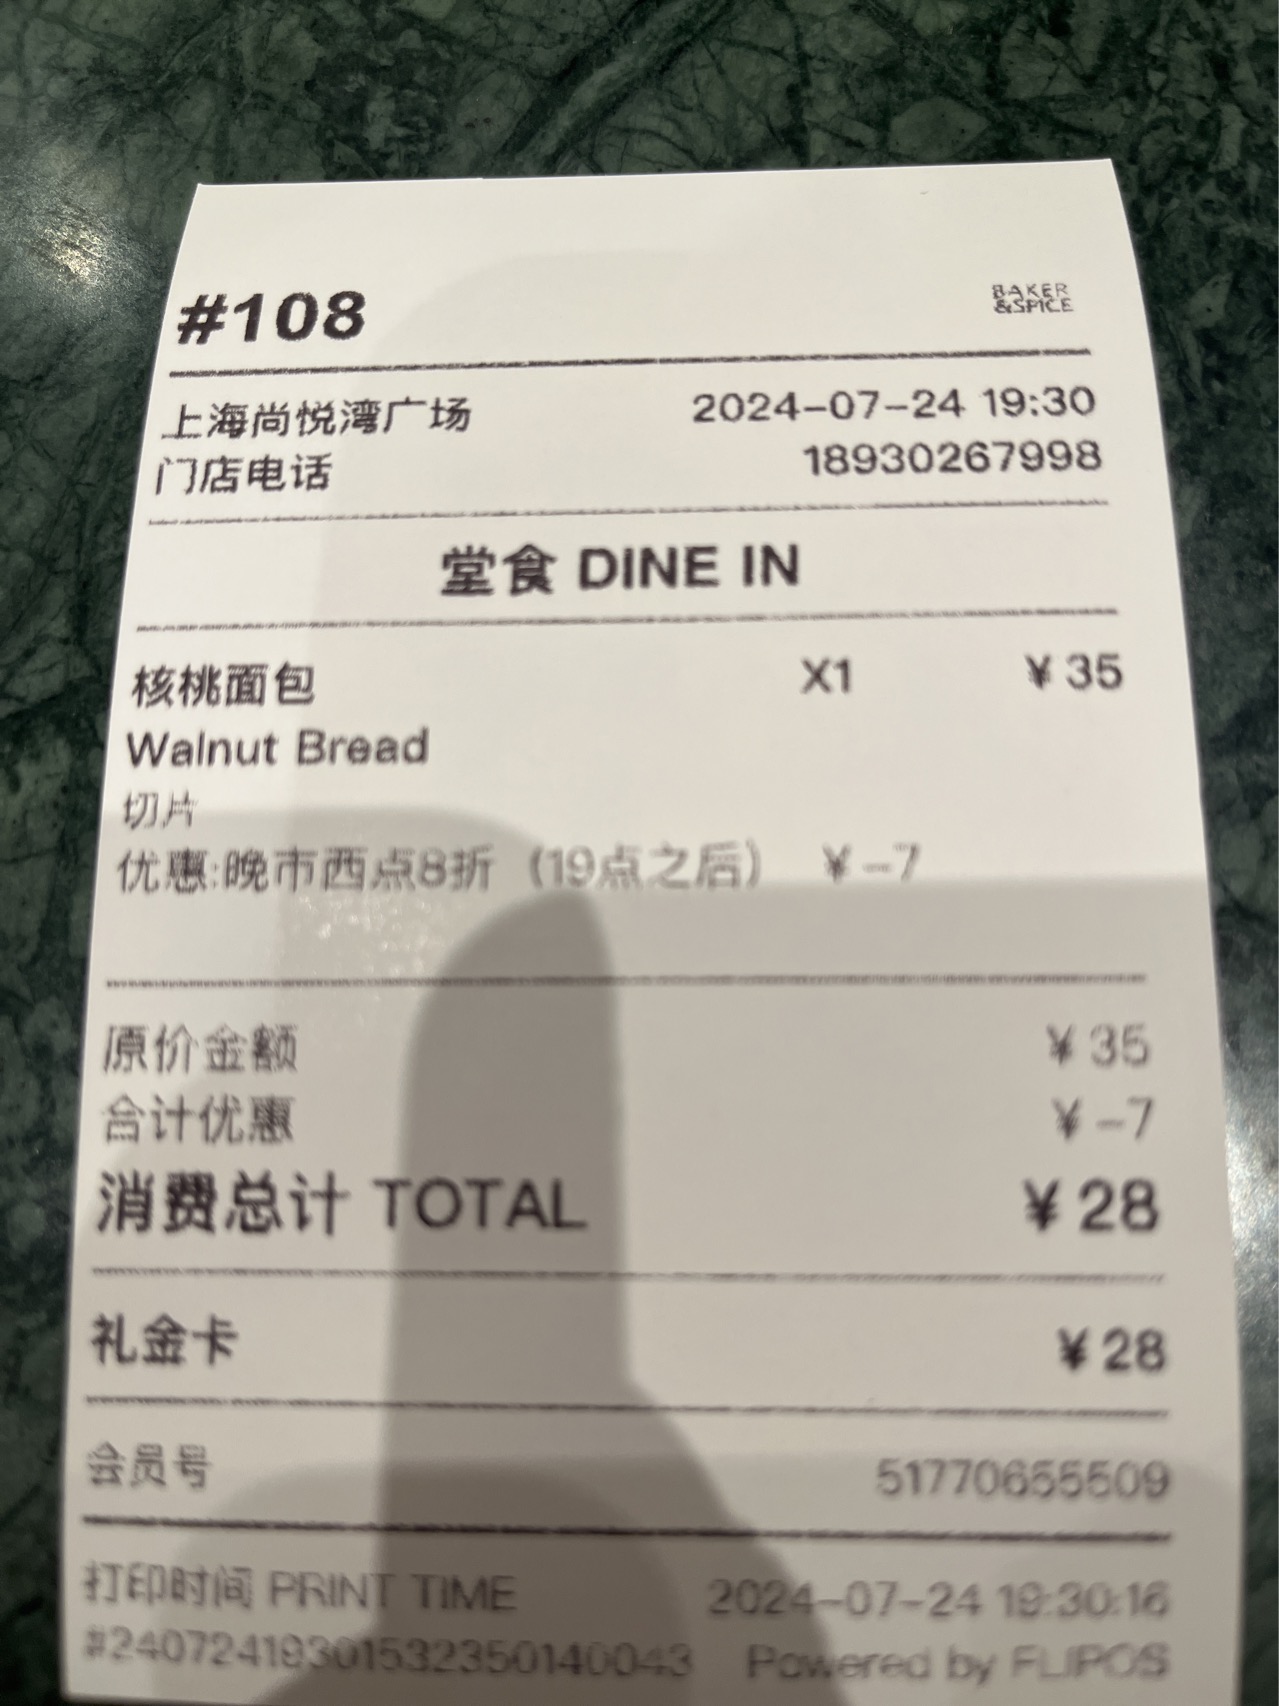 #108
BAKER
&SPICE
上海尚悦湾广场 2024-07-24 19:30
门店电话 18930267998
堂食 DINE IN
核桃面包 X1 ¥35
Walnut Bread
切片
优惠:晚市西点8折（19点之后） ¥-7
原价金额 ¥35
合计优惠 ¥-7
消费总计 TOTAL ¥28
礼金卡 ¥28
会员号 51770655509
打印时间 PRINT TIME 2024-07-24 19:30:16
#24072419301532350140043 Powered by FLIPOS